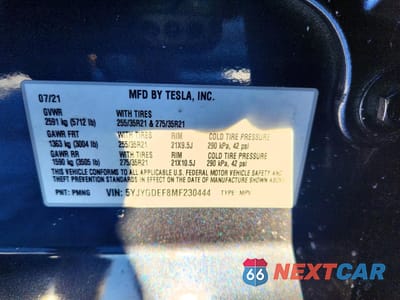 MFD BY TESLA, INC.
07/21
GVWR WITH TIRES
2591 kg (5712 lb) 255/35R21 & 275/35R21
GAWR FRT WITH TIRES RIM COLD TIRE PRESSURE
1363 kg (3004 lb) 255/35R21 21X9.5J 290 kPa, 42 psi
GAWR RR WITH TIRES RIM COLD TIRE PRESSURE
1590 kg (3505 lb) 275/35R21 21X10.5J 290 kPa, 42 psi
THIS VEHICLE CONFORMS TO ALL APPLICABLE FEDERAL MOTOR VEHICLE SAFETY AND
THEFT PREVENTION STANDARDS IN EFFECT ON THE DATE OF MANUFACTURE SHOWN ABOVE.
PNT: PMNG VIN: 5YJYGDEF8MF230444 TYPE: MPV
66 NEXTCAR